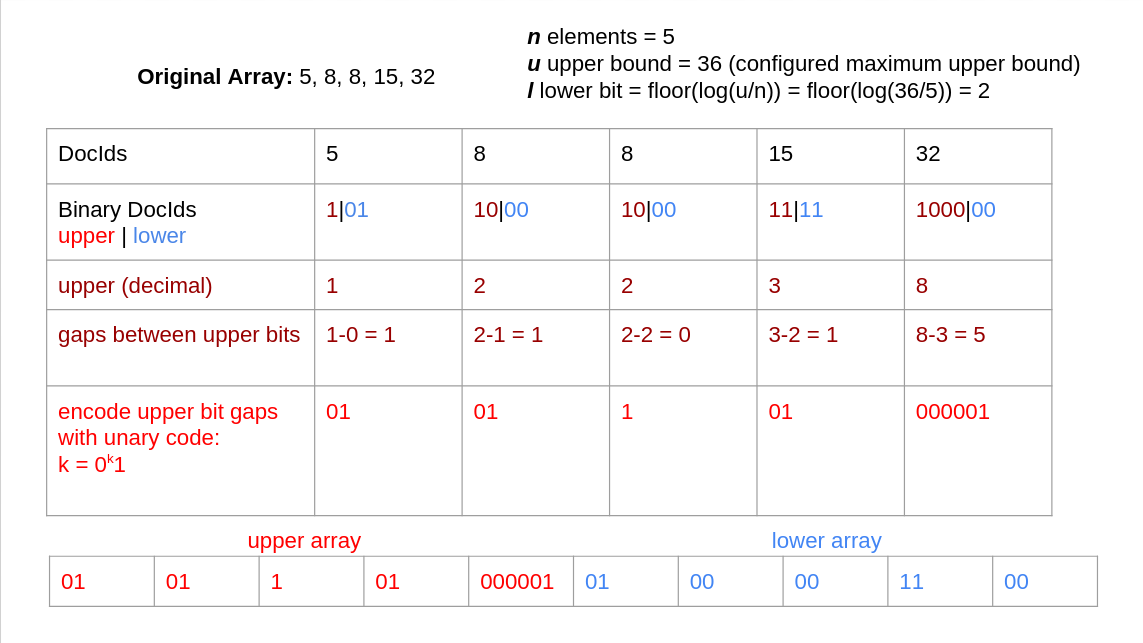 n elements = 5
u upper bound = 36 (configured maximum upper bound)
Original Array: 5, 8, 8, 15, 32
l lower bit = floor(log(u/n)) = floor(log(36/5)) = 2
DocIds 5 8 8 15 32
Binary DocIds 1|01 10|00 10|00 11|11 1000|00
upper | lower
upper (decimal) 1 2 2 3 8
gaps between upper bits 1-0 = 1 2-1 = 1 2-2 = 0 3-2 = 1 8-3 = 5
encode upper bit gaps 01 01 1 01 000001
with unary code:
k = 0ᵏ1
upper array lower array
01 01 1 01 000001 01 00 00 11 00